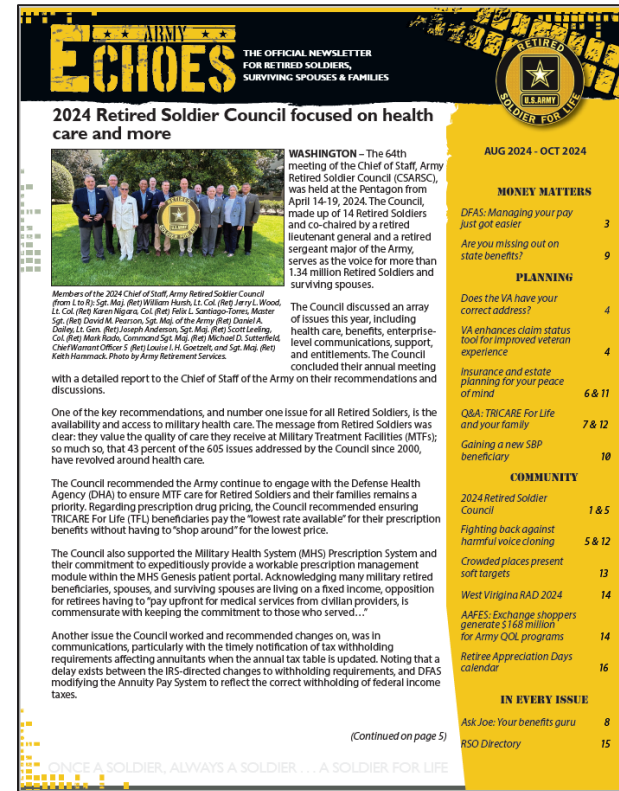 ARMY
ECHOES
THE OFFICIAL NEWSLETTER
FOR RETIRED SOLDIERS,
SURVIVING SPOUSES & FAMILIES
RETIRED
U.S.ARMY
SOLDIER FOR LIFE
2024 Retired Soldier Council focused on health
care and more
Members of the 2024 Chief of Staff, Army Retired Soldier Council
(from L to R): Sgt. Maj. (Ret) William Hursh, Lt. Col. (Ret) Jerry L. Wood,
Lt. Col. (Ret) Karen Nigara, Col. (Ret) Felix L. Santiago-Torres, Master
Sgt. (Ret) David M. Pearson, Sgt. Maj. of the Army (Ret) Daniel A.
Dailey, Lt. Gen. (Ret) Joseph Anderson, Sgt. Maj. (Ret) Scott Leeling,
Col. (Ret) Mark Rado, Command Sgt. Maj. (Ret) Michael D. Sutterfield,
Chief Warrant Officer 5 (Ret) Louise I. H. Goetzelt, and Sgt. Maj. (Ret)
Keith Hammack. Photo by Army Retirement Services.
WASHINGTON – The 64th
meeting of the Chief of Staff, Army
Retired Soldier Council (CSARSC),
was held at the Pentagon from
April 14-19, 2024. The Council,
made up of 14 Retired Soldiers
and co-chaired by a retired
lieutenant general and a retired
sergeant major of the Army,
serves as the voice for more than
1.34 million Retired Soldiers and
surviving spouses.
The Council discussed an array
of issues this year, including
health care, benefits, enterprise-
level communications, support,
and entitlements. The Council
concluded their annual meeting
with a detailed report to the Chief of Staff of the Army on their recommendations and
discussions.
One of the key recommendations, and number one issue for all Retired Soldiers, is the
availability and access to military health care. The message from Retired Soldiers was
clear: they value the quality of care they receive at Military Treatment Facilities (MTFs);
so much so, that 43 percent of the 605 issues addressed by the Council since 2000,
have revolved around health care.
The Council recommended the Army continue to engage with the Defense Health
Agency (DHA) to ensure MTF care for Retired Soldiers and their families remains a
priority. Regarding prescription drug pricing, the Council recommended ensuring
TRICARE For Life (TFL) beneficiaries pay the "lowest rate available" for their prescription
benefits without having to "shop around" for the lowest price.
The Council also supported the Military Health System (MHS) Prescription System and
their commitment to expeditiously provide a workable prescription management
module within the MHS Genesis patient portal. Acknowledging many military retired
beneficiaries, spouses, and surviving spouses are living on a fixed income, opposition
for retirees having to "pay upfront for medical services from civilian providers, is
commensurate with keeping the commitment to those who served…"
Another issue the Council worked and recommended changes on, was in
communications, particularly with the timely notification of tax withholding
requirements affecting annuitants when the annual tax table is updated. Noting that a
delay exists between the IRS-directed changes to withholding requirements, and DFAS
modifying the Annuity Pay System to reflect the correct withholding of federal income
taxes.
(Continued on page 5)
ONCE A SOLDIER, ALWAYS A SOLDIER . . . A SOLDIER FOR LIFE
AUG 2024 - OCT 2024
MONEY MATTERS
DFAS: Managing your pay
just got easier 3
Are you missing out on
state benefits? 9
PLANNING
Does the VA have your
correct address? 4
VA enhances claim status
tool for improved veteran
experience 4
Insurance and estate
planning for your peace
of mind 6 & 11
Q&A: TRICARE For Life
and your family 7 & 12
Gaining a new SBP
beneficiary 10
COMMUNITY
2024 Retired Soldier
Council 1 & 5
Fighting back against
harmful voice cloning 5 & 12
Crowded places present
soft targets 13
West Virigina RAD 2024 14
AAFES: Exchange shoppers
generate $168 million
for Army QOL programs 14
Retiree Appreciation Days
calendar 16
IN EVERY ISSUE
Ask Joe: Your benefits guru 8
RSO Directory 15